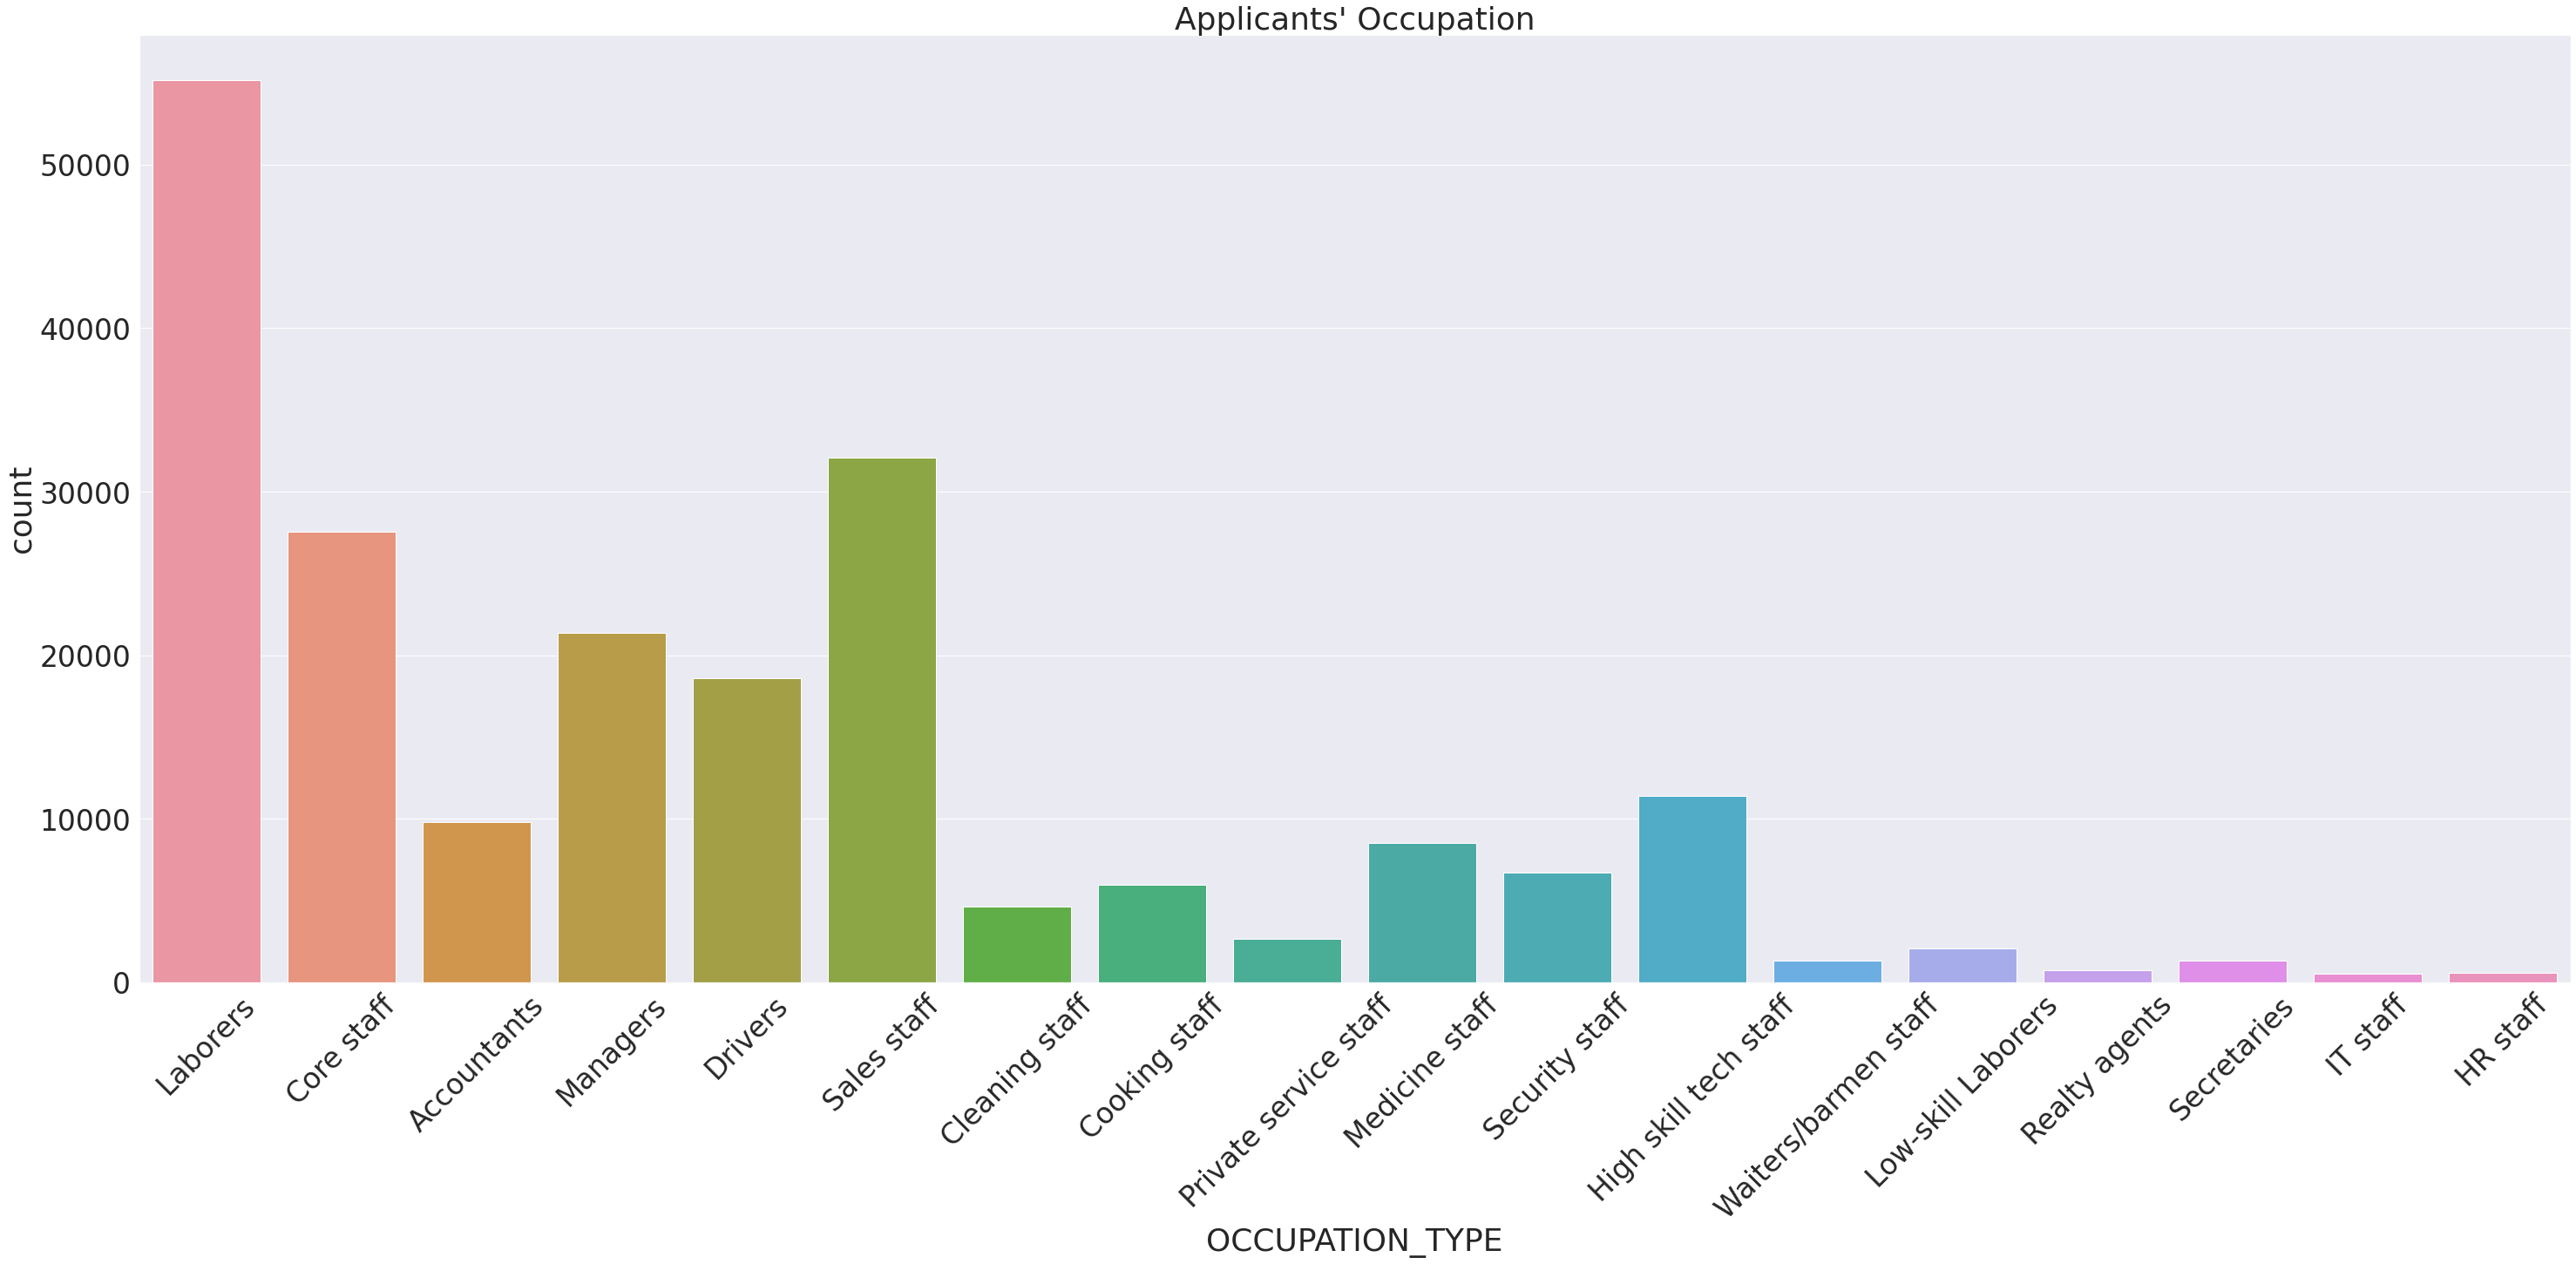 Applicants' Occupation
count
50000
40000
30000
20000
10000
0
Laborers
Core staff
Accountants
Managers
Drivers
Sales staff
Cleaning staff
Cooking staff
Private service staff
Medicine staff
Security staff
High skill tech staff
Waiters/barmen staff
Low-skill Laborers
Realty agents
Secretaries
IT staff
HR staff
OCCUPATION_TYPE